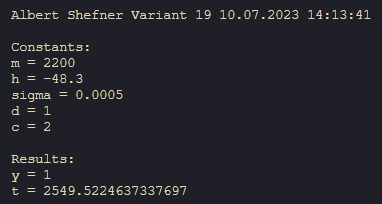 Albert Shefner Variant 19 10.07.2023 14:13:41
Constants:
m = 2200
h = -48.3
sigma = 0.0005
d = 1
c = 2
Results:
y = 1
t = 2549.5224637337697